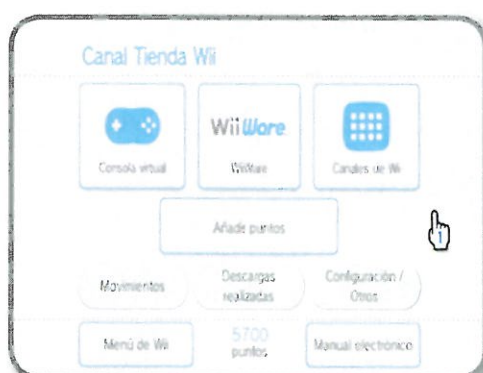 Canal Tienda Wii
WiiWare
Consola virtual
WiiWare
Canales de Wii
Añade puntos
Movimientos
Descargas
realizadas
Configuración /
Otros
Menú de Wii
5700
puntos
Manual electrónico
1